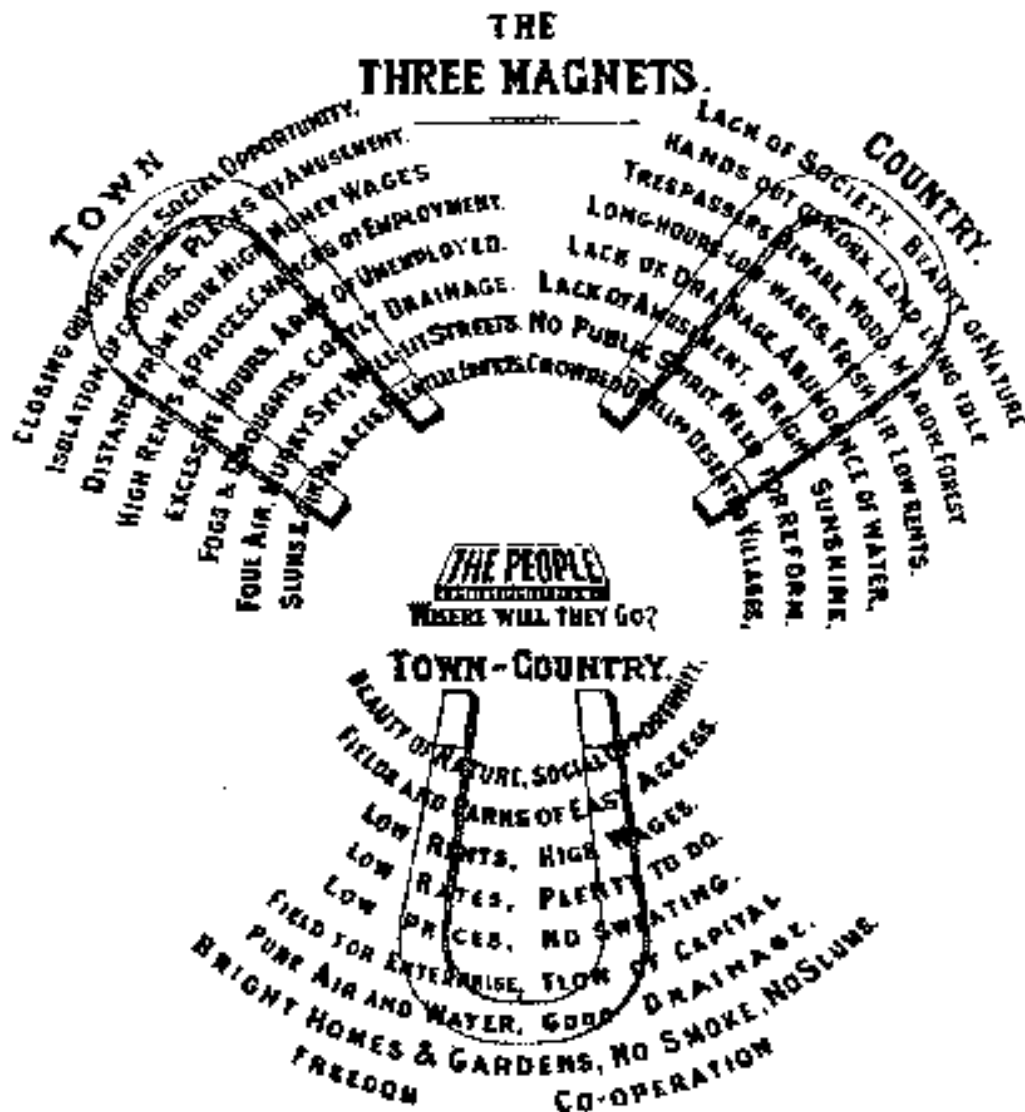 THE
THREE MAGNETS.
TOWN
CLOSING OUT OF NATURE. SOCIAL OPPORTUNITY.
ISOLATION OF CROWDS. PLACES OF AMUSEMENT.
DISTANCE FROM WORK. HIGH MONEY WAGES
HIGH RENTS & PRICES. CHANCES OF EMPLOYMENT.
EXCESSIVE HOURS. ARMY OF UNEMPLOYED.
FOGS & DROUGHTS. COSTLY DRAINAGE.
FOUL AIR. MURKY SKY. WELL-LIT STREETS.
SLUMS & GIN PALACES. PALATIAL EDIFICES.
COUNTRY.
LACK OF SOCIETY. BEAUTY OF NATURE
HANDS OUT OF WORK. LAND LYING IDLE
TRESPASSERS BEWARE. WOOD, MEADOW, FOREST
LONG HOURS-LOW WAGES. FRESH AIR LOW RENTS.
LACK OF DRAINAGE. ABUNDANCE OF WATER.
LACK OF AMUSEMENT. BRIGHT SUNSHINE.
NO PUBLIC SPIRIT. NEED FOR REFORM.
CROWDED DESERTED VILLAGES,
THE PEOPLE
WHERE WILL THEY GO?
TOWN-COUNTRY.
BEAUTY OF NATURE, SOCIAL OPPORTUNITY.
FIELDS AND PARKS OF EASY ACCESS.
LOW RENTS, HIGH WAGES.
LOW RATES, PLENTY TO DO.
LOW PRICES, NO SWEATING.
FIELD FOR ENTERPRISE, FLOW OF CAPITAL
PURE AIR AND WATER, GOOD DRAINAGE.
BRIGHT HOMES & GARDENS, NO SMOKE, NO SLUMS.
FREEDOM CO-OPERATION